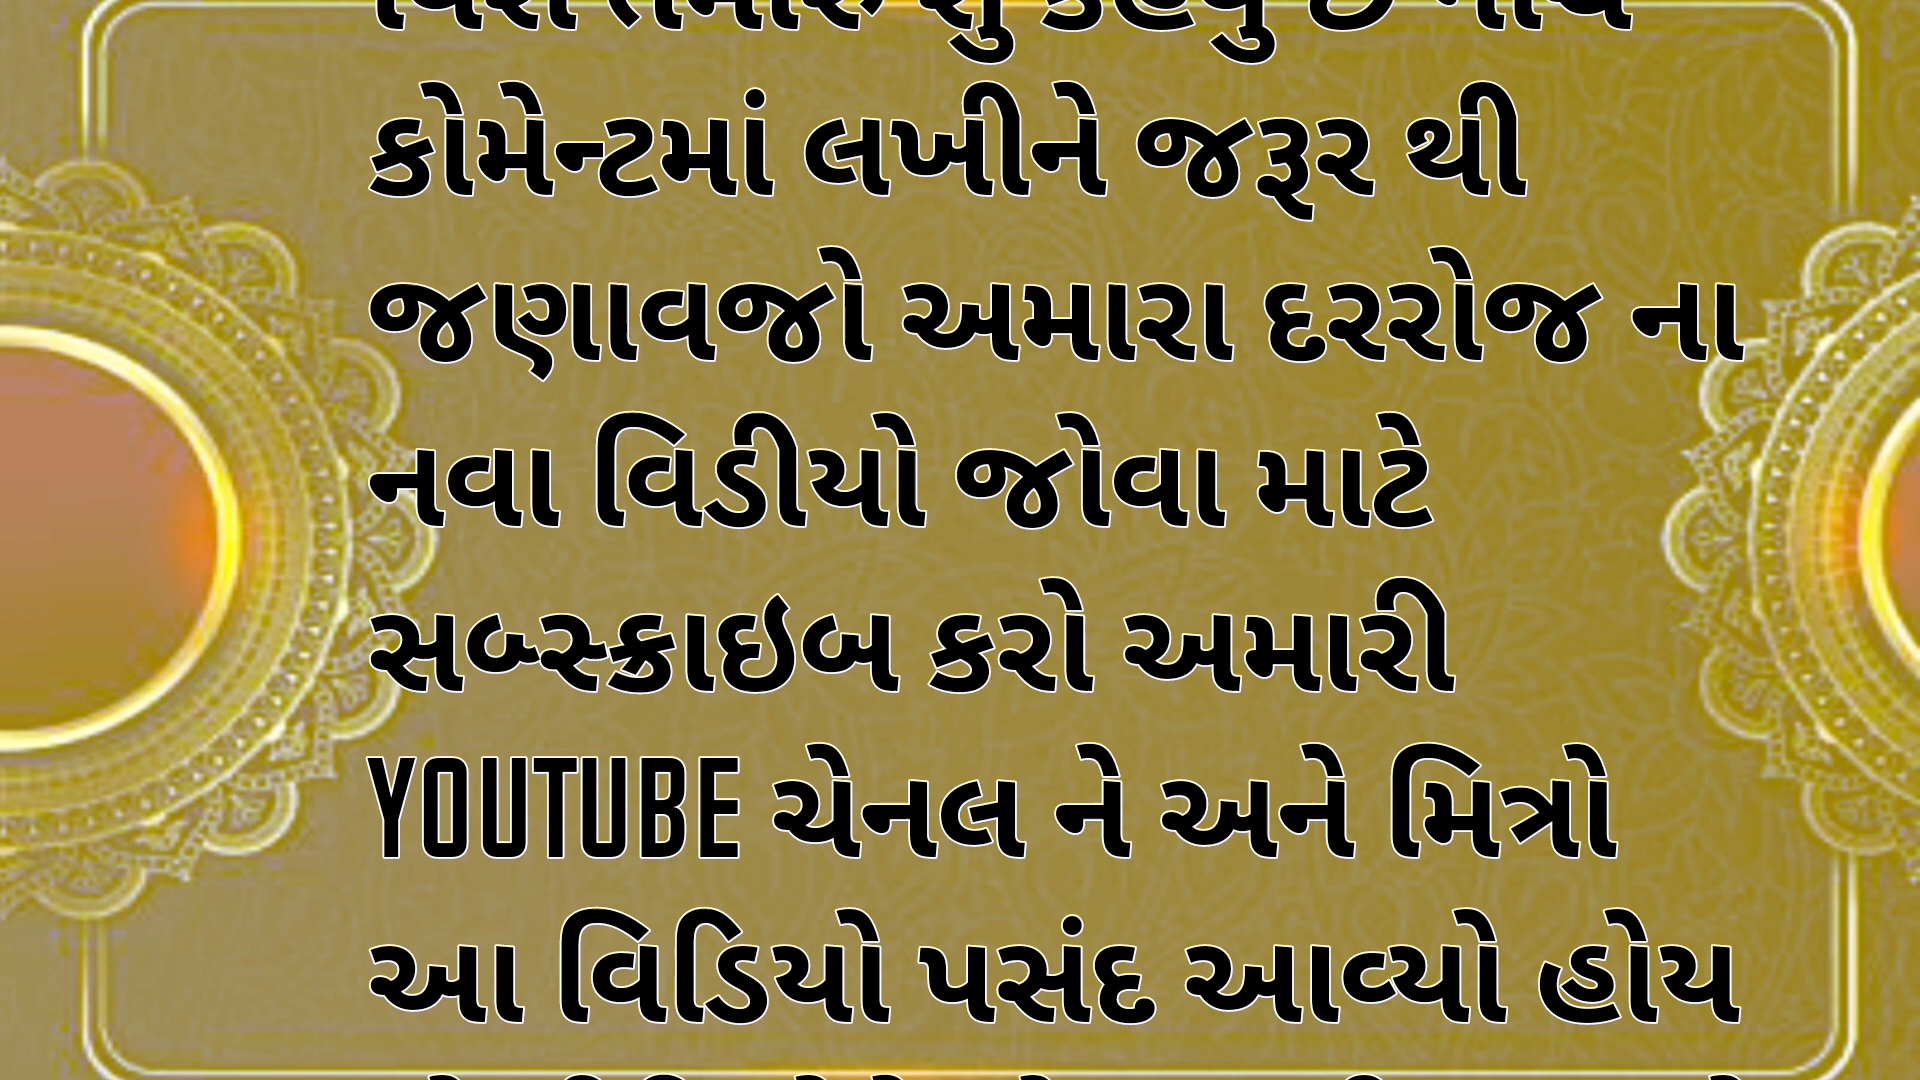 કોમેન્ટમાં લખીને જરૂર થી
જણાવજો અમારા દરરોજ ના
નવા વિડીયો જોવા માટે
સબ્સ્ક્રાઇબ કરો અમારી
YOUTUBE ચેનલ ને અને મિત્રો
આ વિડિયો પસંદ આવ્યો હોય